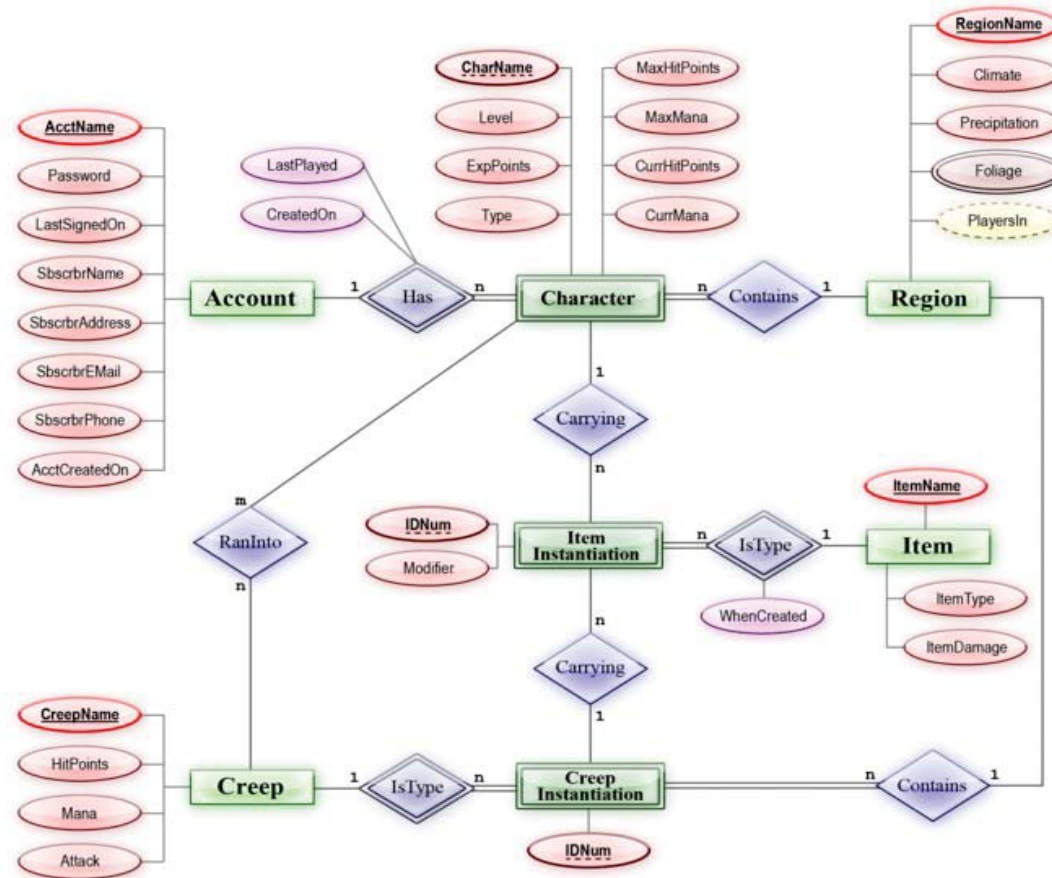 RegionName
CharName
MaxHitPoints
Climate
AcctName
Level
MaxMana
Precipitation
Password
LastPlayed
ExpPoints
CurrHitPoints
Foliage
LastSignedOn
CreatedOn
Type
CurrMana
PlayersIn
SbscrbrName
Account
1
Has
n
Character
n
Contains
1
Region
SbscrbrAddress
SbscrbrEMail
1
SbscrbrPhone
Carrying
AcctCreatedOn
n
m
ItemName
RanInto
n
IDNum
Modifier
Item
Instantiation
n
IsType
1
Item
WhenCreated
ItemType
n
ItemDamage
Carrying
1
CreepName
HitPoints
Creep
1
IsType
n
Creep
Instantiation
n
Contains
1
Mana
Attack
IDNum